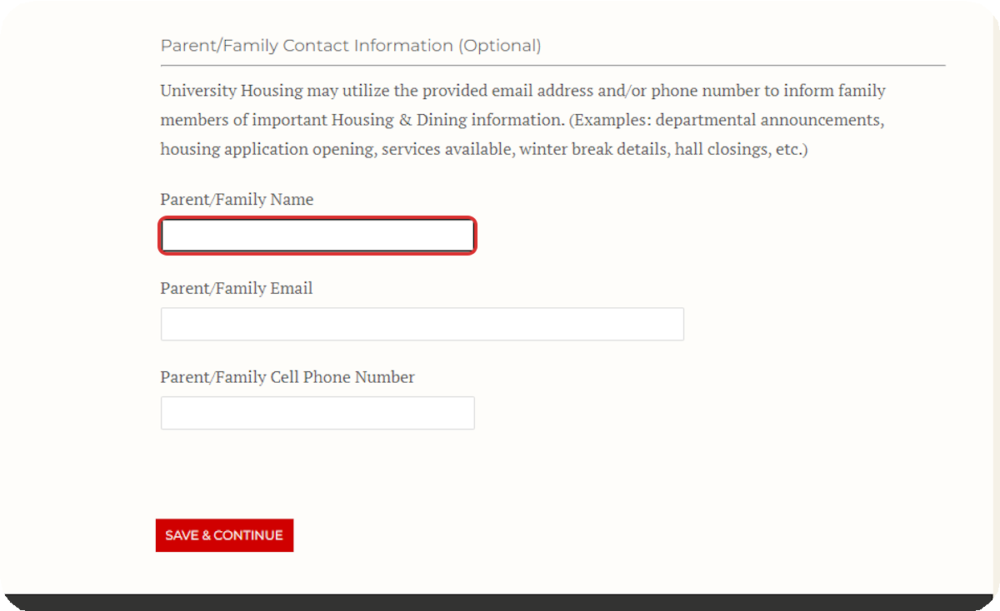 Parent/Family Contact Information (Optional)
University Housing may utilize the provided email address and/or phone number to inform family
members of important Housing & Dining information. (Examples: departmental announcements,
housing application opening, services available, winter break details, hall closings, etc.)
Parent/Family Name
Parent/Family Email
Parent/Family Cell Phone Number
SAVE & CONTINUE